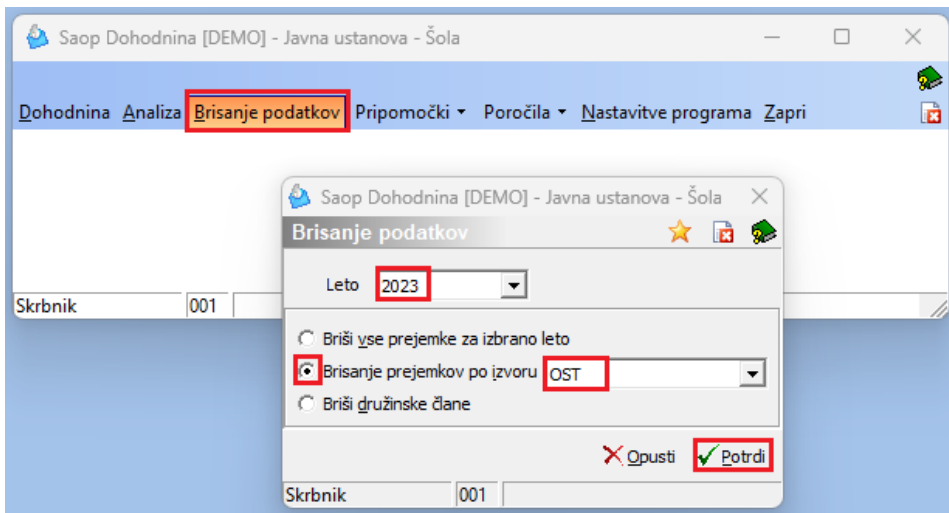 Saop Dohodnina [DEMO] - Javna ustanova - Šola
Dohodnina Analiza Brisanje podatkov Pripomočki Poročila Nastavitve programa Zapri
Saop Dohodnina [DEMO] - Javna ustanova - Šola
Brisanje podatkov
Leto 2023
Skrbnik 001
Briši vse prejemke za izbrano leto
Brisanje prejemkov po izvoru OST
Briši družinske člane
Opusti Potrdi
Skrbnik 001